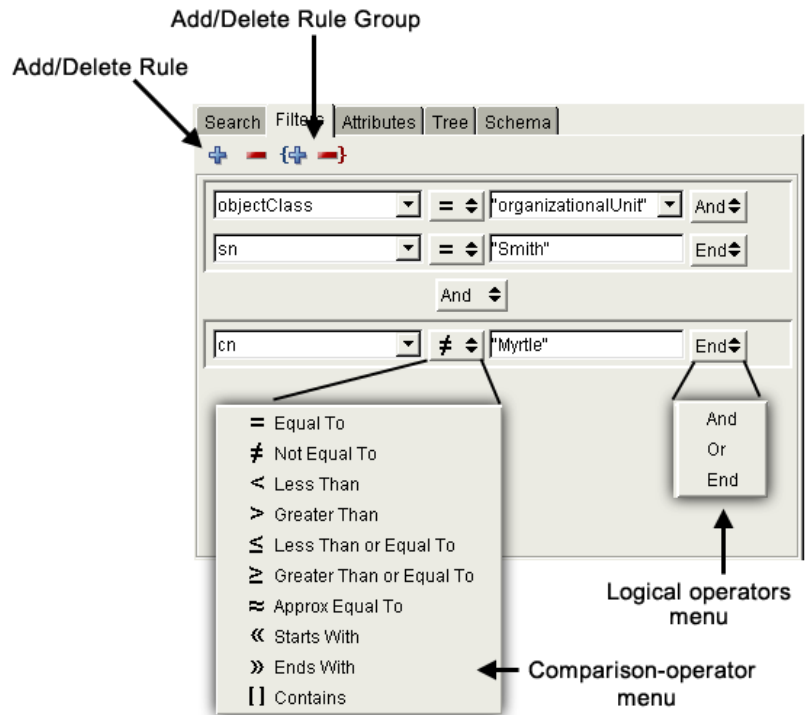 Add/Delete Rule Group
Add/Delete Rule
Search Filters Attributes Tree Schema
objectClass = "organizationalUnit" And
sn = "Smith" End
And
cn ≠ "Myrtle" End
= Equal To
≠ Not Equal To
< Less Than
> Greater Than
≤ Less Than or Equal To
≥ Greater Than or Equal To
≈ Approx Equal To
« Starts With
» Ends With
[ ] Contains
And
Or
End
Logical operators
menu
Comparison-operator
menu